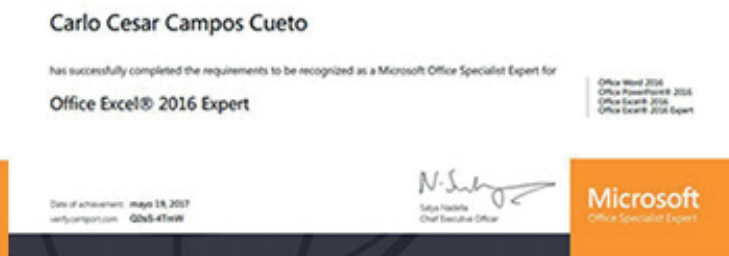 Carlo Cesar Campos Cueto
has successfully completed the requirements to be recognized as a Microsoft Office Specialist Expert for
Office Excel® 2016 Expert
Office Word 2016
Office PowerPoint® 2016
Office Excel® 2016
Office Excel® 2016 Expert
Date of achievement: mayo 19, 2017
verify.certiport.com
Satya Nadella
Chief Executive Officer
Microsoft
Office Specialist Expert